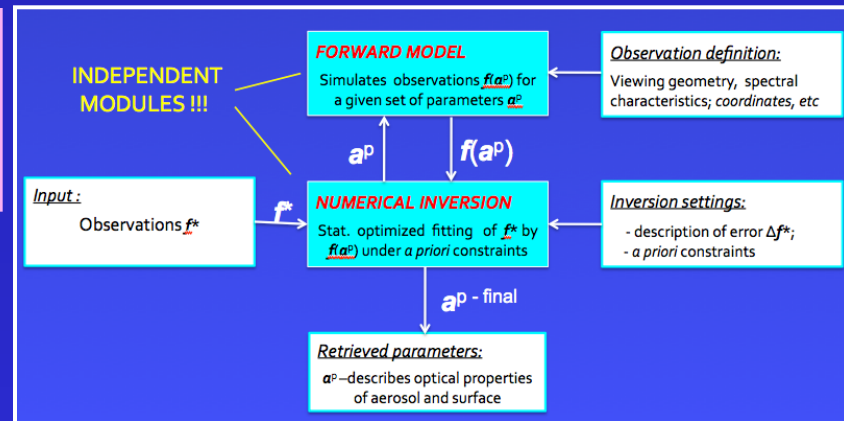 INDEPENDENT
MODULES !!!
FORWARD MODEL
Simulates observations f(aᵖ) for
a given set of parameters aᵖ
Observation definition:
Viewing geometry, spectral
characteristics; coordinates, etc
aᵖ
f(aᵖ)
Input :
Observations f*
f*
NUMERICAL INVERSION
Stat. optimized fitting of f* by
f(aᵖ) under a priori constraints
Inversion settings:
- description of error Δf*;
- a priori constraints
aᵖ - final
Retrieved parameters:
aᵖ –describes optical properties
of aerosol and surface